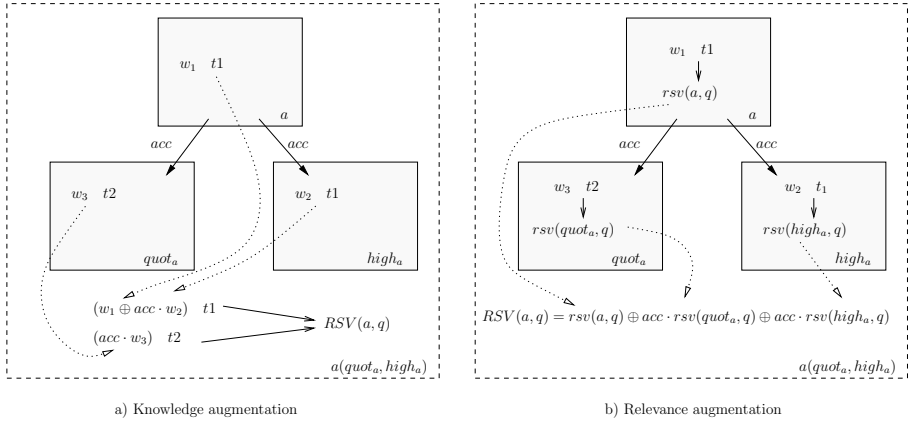 w₁ t1
a
acc acc
w₃ t2
quot_a
w₂ t1
high_a
(w₁ ⊕ acc · w₂) t1
(acc · w₃) t2
RSV(a, q)
a(quot_a, high_a)
a) Knowledge augmentation
w₁ t1
rsv(a, q)
a
acc acc
w₃ t2
rsv(quot_a, q)
quot_a
w₂ t₁
rsv(high_a, q)
high_a
RSV(a, q) = rsv(a, q) ⊕ acc · rsv(quot_a, q) ⊕ acc · rsv(high_a, q)
a(quot_a, high_a)
b) Relevance augmentation